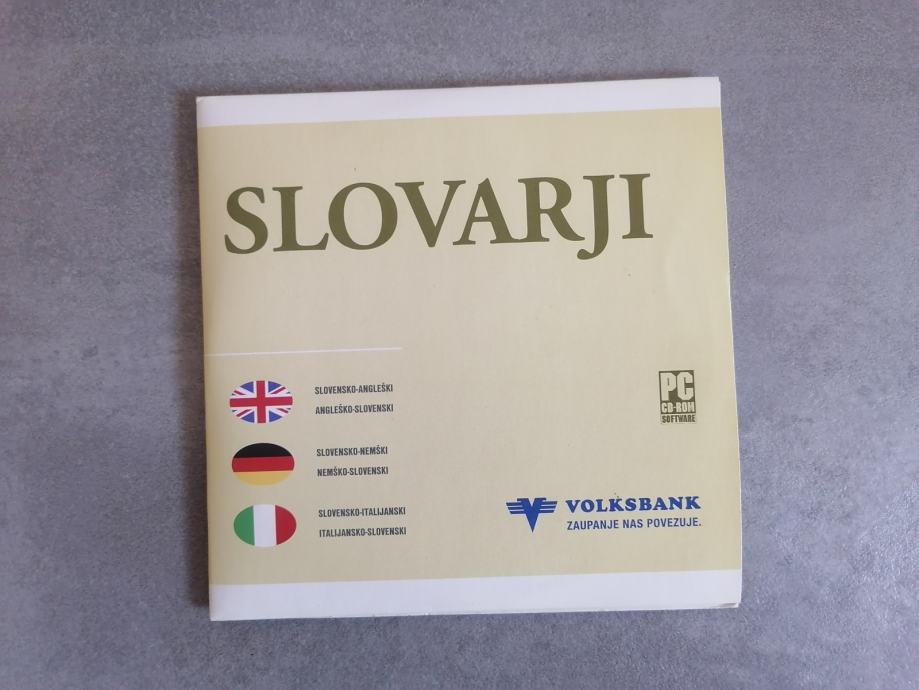 SLOVARJI
SLOVENSKO-ANGLEŠKI
ANGLEŠKO-SLOVENSKI
SLOVENSKO-NEMŠKI
NEMŠKO-SLOVENSKI
SLOVENSKO-ITALIJANSKI
ITALIJANSKO-SLOVENSKI
PC
CD-ROM
SOFTWARE
VOLKSBANK
ZAUPANJE NAS POVEZUJE.